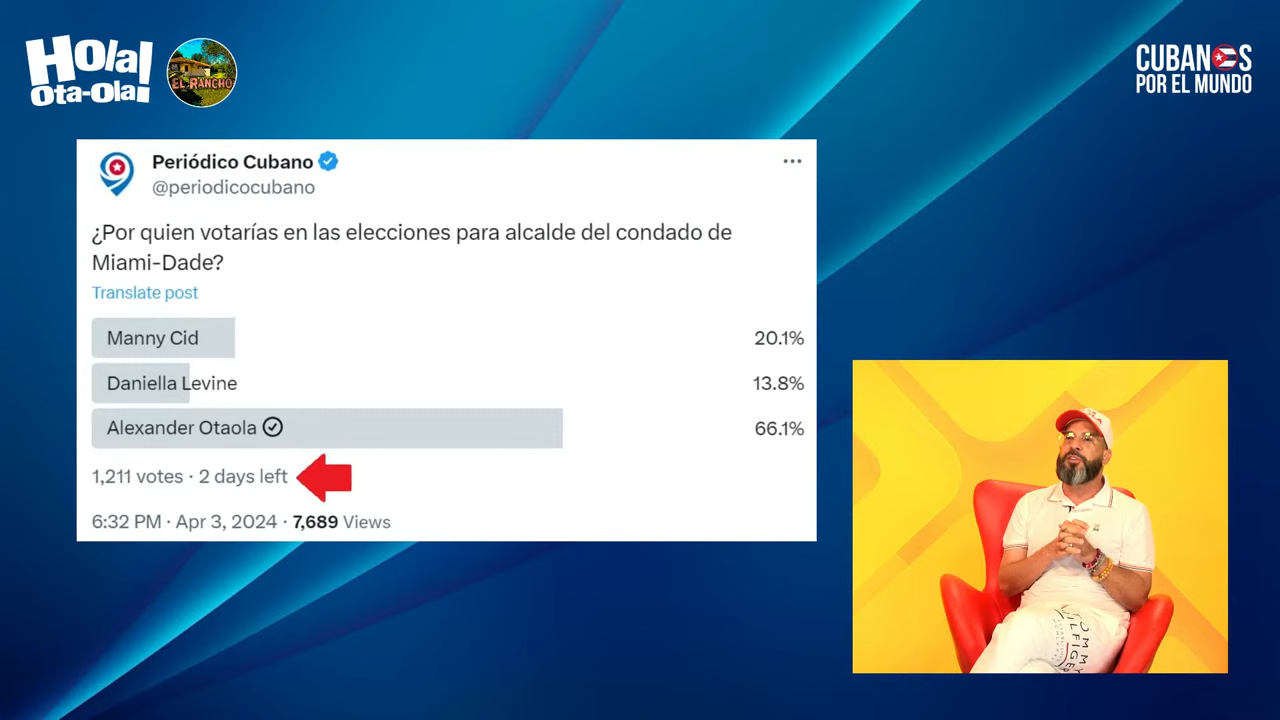 Hola!
Ota-Ola!
EL RANCHO
CUBANOS
POR EL MUNDO
Periódico Cubano
@periodicocubano
¿Por quien votarías en las elecciones para alcalde del condado de
Miami-Dade?
Translate post
Manny Cid 20.1%
Daniella Levine 13.8%
Alexander Otaola 66.1%
1,211 votes · 2 days left
6:32 PM · Apr 3, 2024 · 7,689 Views